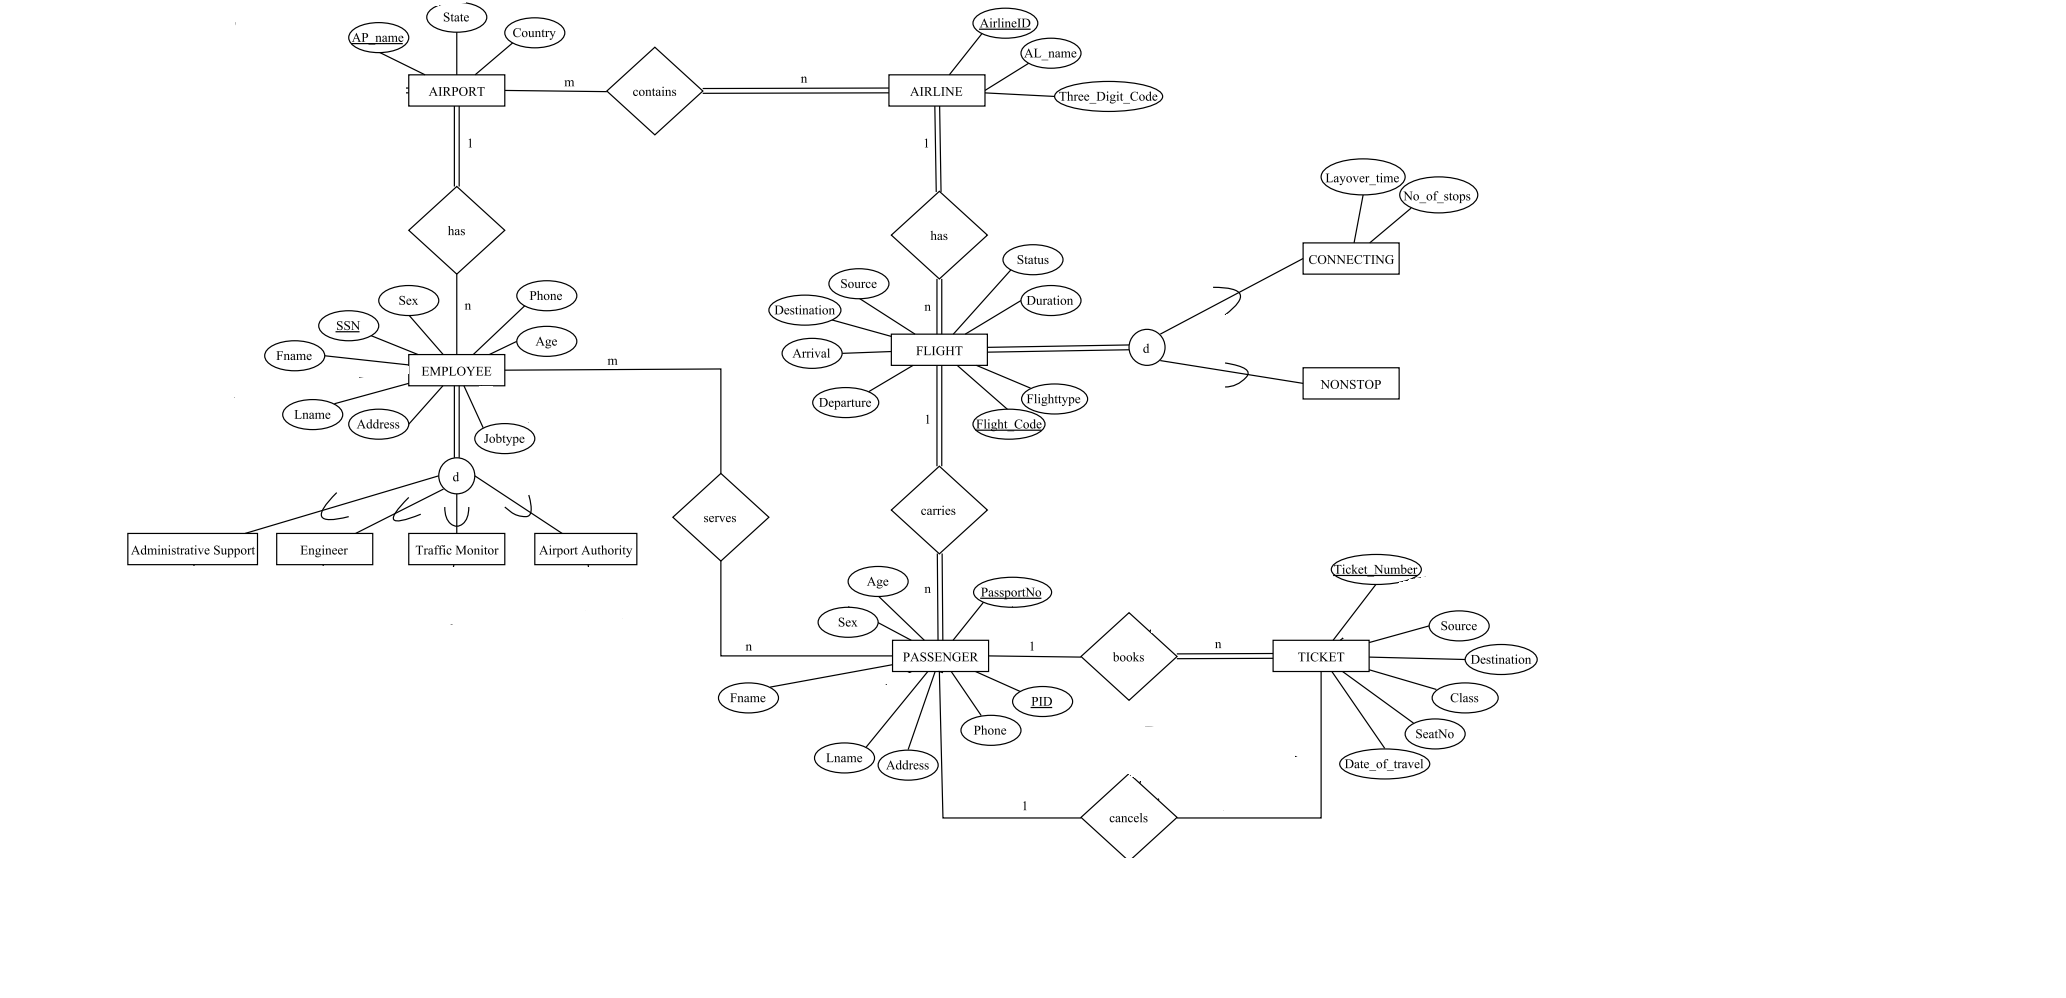 State
AP_name
Country
AirlineID
AL_name
Three_Digit_Code
AIRPORT
m
contains
n
AIRLINE
1
1
has
has
Layover_time
No_of_stops
CONNECTING
Status
Source
Duration
Destination
n
Sex
Phone
n
SSN
Age
Fname
EMPLOYEE
m
Arrival
FLIGHT
d
NONSTOP
Departure
Flighttype
Flight_Code
Lname
Address
Jobtype
1
d
serves
carries
Administrative Support
Engineer
Traffic Monitor
Airport Authority
Ticket_Number
Age
n
PassportNo
Sex
Source
n
PASSENGER
1
books
n
TICKET
Destination
Fname
PID
Class
Phone
SeatNo
Lname
Address
Date_of_travel
1
cancels